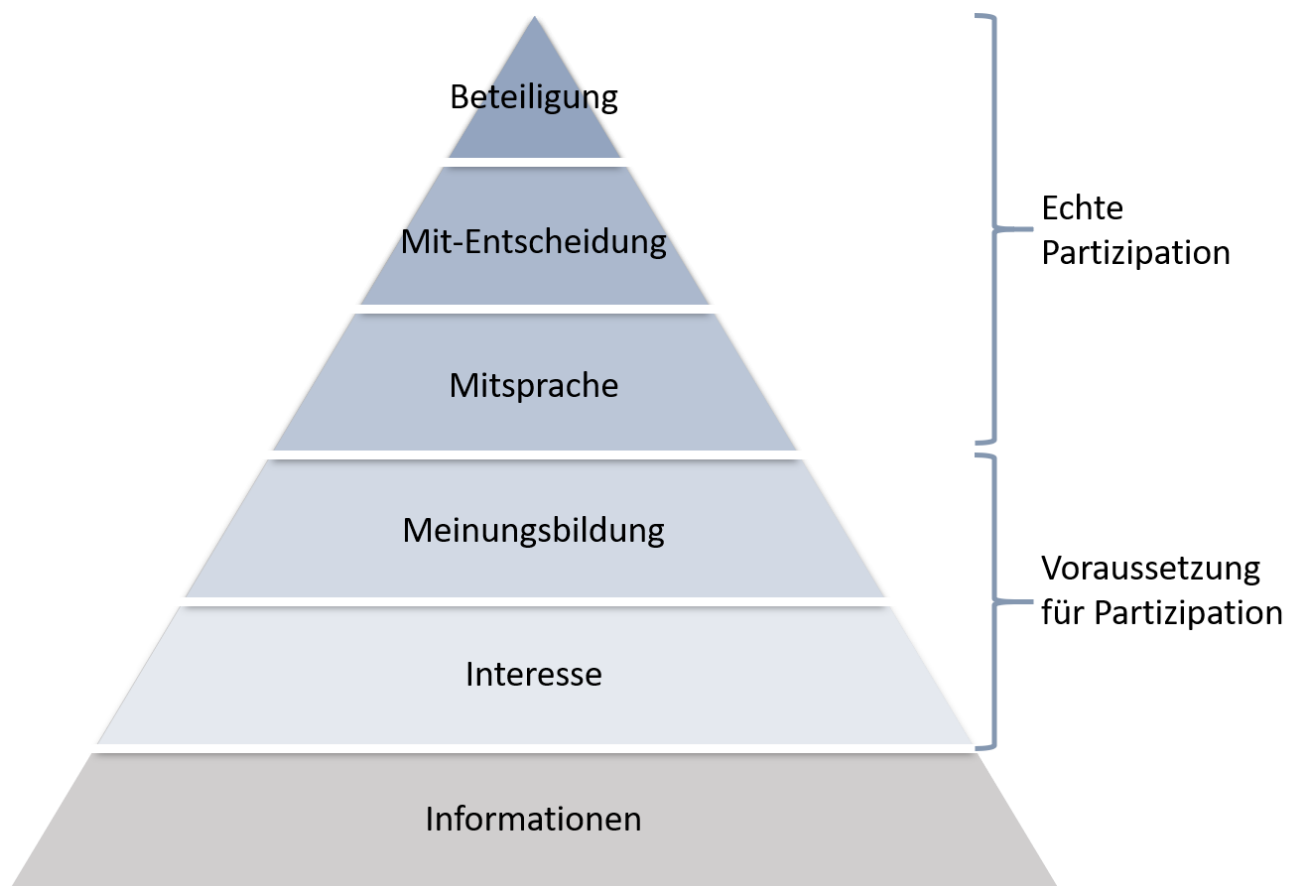 Beteiligung
Mit-Entscheidung
Mitsprache
Meinungsbildung
Interesse
Informationen
Echte
Partizipation
Voraussetzung
für Partizipation